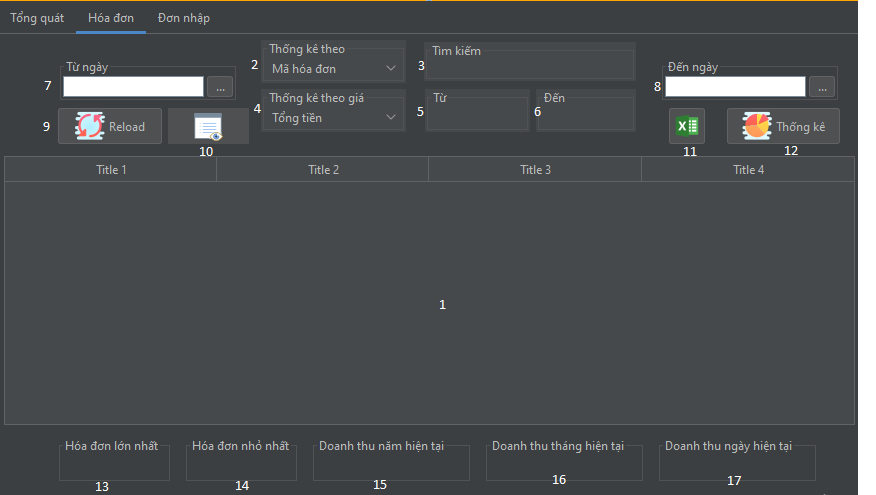 Tổng quát
Hóa đơn
Đơn nhập
7
Từ ngày
...
2
Thống kê theo
Mã hóa đơn
3
Tìm kiếm
8
Đến ngày
...
4
Thống kê theo giá
Tổng tiền
5
Từ
6
Đến
9
Reload
10
11
Thống kê
12
Title 1
Title 2
Title 3
Title 4
1
Hóa đơn lớn nhất
13
Hóa đơn nhỏ nhất
14
Doanh thu năm hiện tại
15
Doanh thu tháng hiện tại
16
Doanh thu ngày hiện tại
17